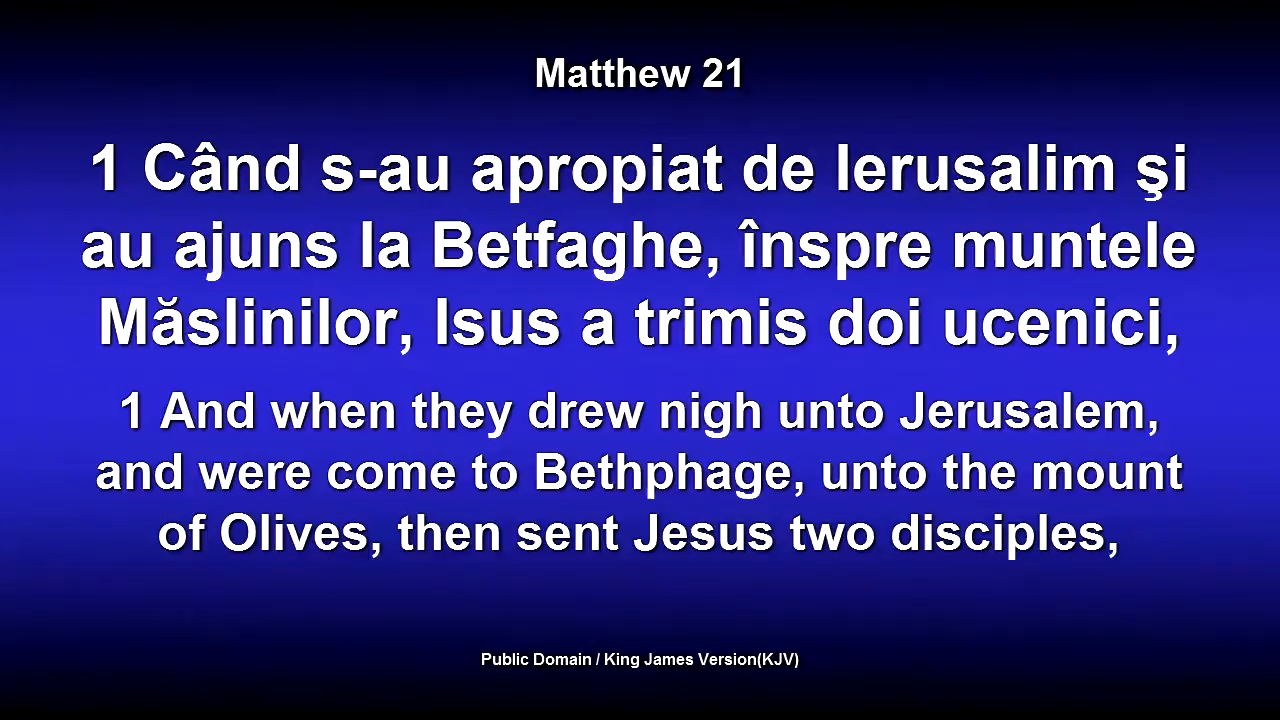 Matthew 21
1 Când s-au apropiat de Ierusalim şi
au ajuns la Betfaghe, înspre muntele
Măslinilor, Isus a trimis doi ucenici,
1 And when they drew nigh unto Jerusalem,
and were come to Bethphage, unto the mount
of Olives, then sent Jesus two disciples,
Public Domain / King James Version(KJV)